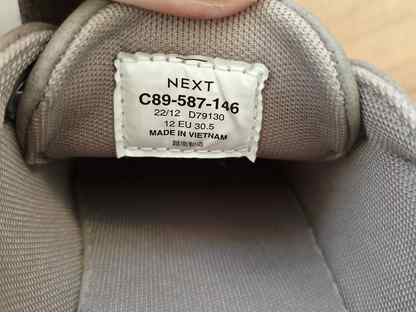 NEXT
C89-587-146
22/12 D79130
12 EU 30.5
MADE IN VIETNAM